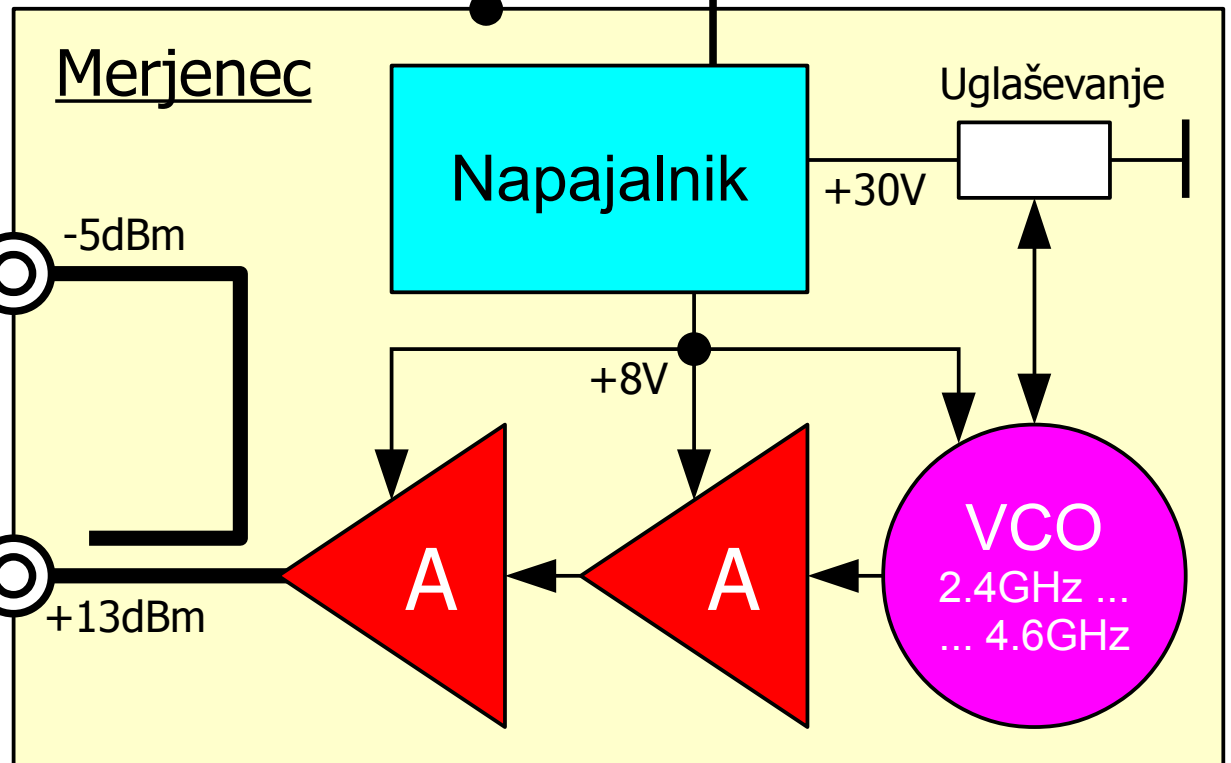 Merjenec
Uglaševanje
Napajalnik
+30V
-5dBm
+8V
A
A
VCO
2.4GHz ...
... 4.6GHz
+13dBm